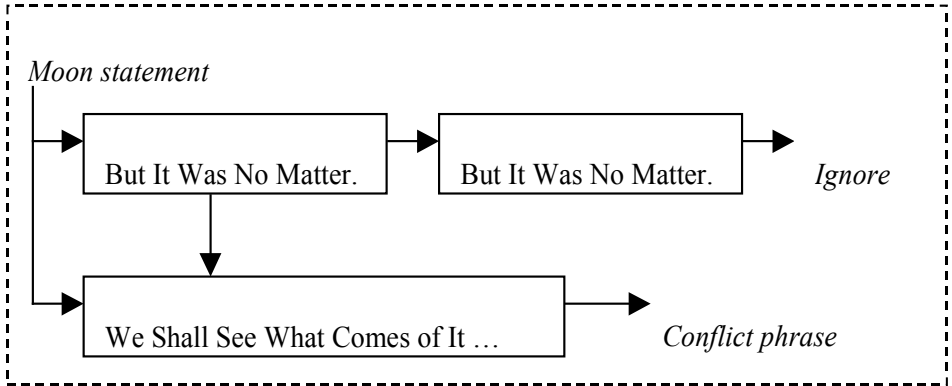 Moon statement
But It Was No Matter. But It Was No Matter. Ignore
We Shall See What Comes of It … Conflict phrase